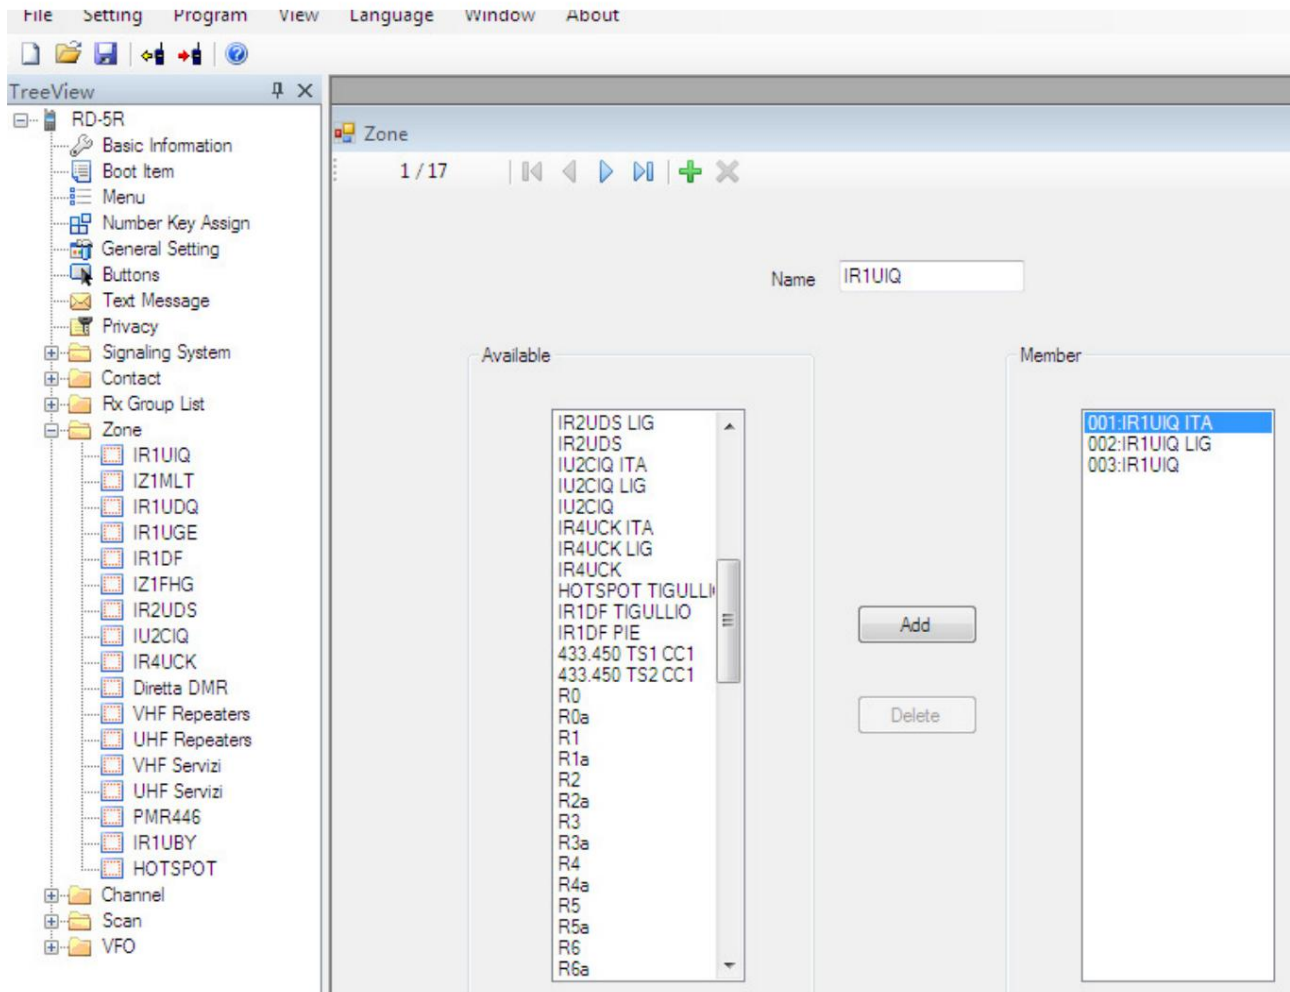 File Setting Program View Language Window About
TreeView
RD-5R
Basic Information
Boot Item
Menu
Number Key Assign
General Setting
Buttons
Text Message
Privacy
Signaling System
Contact
Rx Group List
Zone
IR1UIQ
IZ1MLT
IR1UDQ
IR1UGE
IR1DF
IZ1FHG
IR2UDS
IU2CIQ
IR4UCK
Diretta DMR
VHF Repeaters
UHF Repeaters
VHF Servizi
UHF Servizi
PMR446
IR1UBY
HOTSPOT
Channel
Scan
VFO
Zone
1 / 17
Name IR1UIQ
Available
IR2UDS LIG
IR2UDS
IU2CIQ ITA
IU2CIQ LIG
IU2CIQ
IR4UCK ITA
IR4UCK LIG
IR4UCK
HOTSPOT TIGULLI
IR1DF TIGULLIO
IR1DF PIE
433.450 TS1 CC1
433.450 TS2 CC1
R0
R0a
R1
R1a
R2
R2a
R3
R3a
R4
R4a
R5
R5a
R6
R6a
Add
Delete
Member
001:IR1UIQ ITA
002:IR1UIQ LIG
003:IR1UIQ